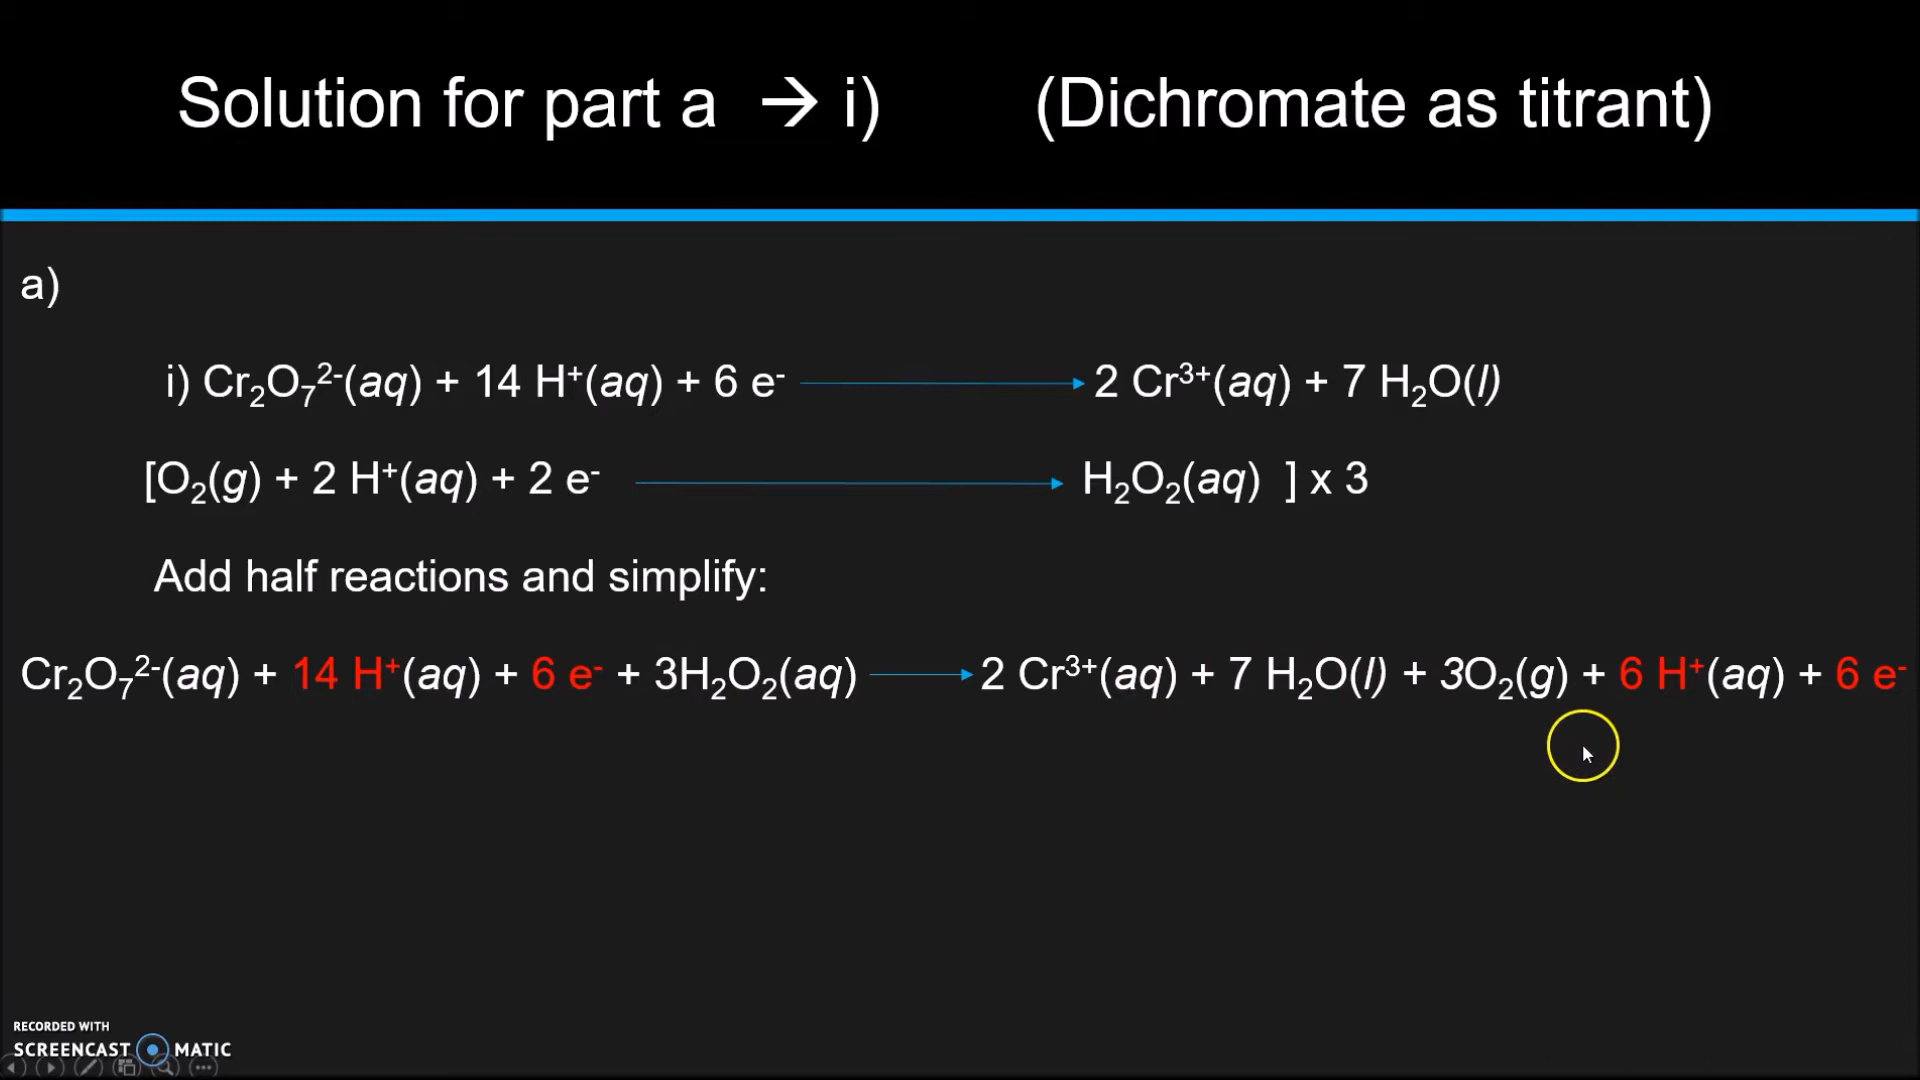 Solution for part a → i) (Dichromate as titrant)
a)
i) Cr₂O₇²⁻(aq) + 14 H⁺(aq) + 6 e⁻ → 2 Cr³⁺(aq) + 7 H₂O(l)
[O₂(g) + 2 H⁺(aq) + 2 e⁻ → H₂O₂(aq) ] x 3
Add half reactions and simplify:
Cr₂O₇²⁻(aq) + 14 H⁺(aq) + 6 e⁻ + 3H₂O₂(aq) → 2 Cr³⁺(aq) + 7 H₂O(l) + 3O₂(g) + 6 H⁺(aq) + 6 e⁻
RECORDED WITH
SCREENCAST MATIC